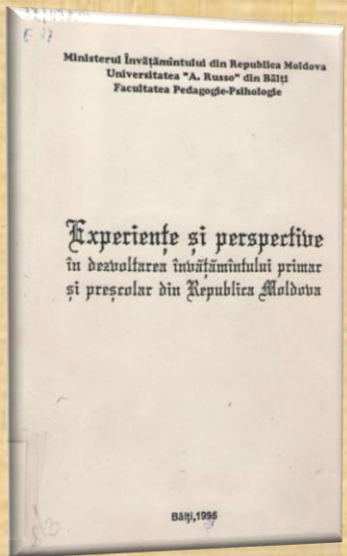 Ministerul Învățămîntului din Republica Moldova
Universitatea "A. Russo" din Bălți
Facultatea Pedagogie-Psihologie
Experiențe și perspective
în dezvoltarea învățămîntului primar
și preșcolar din Republica Moldova
Bălți,1995